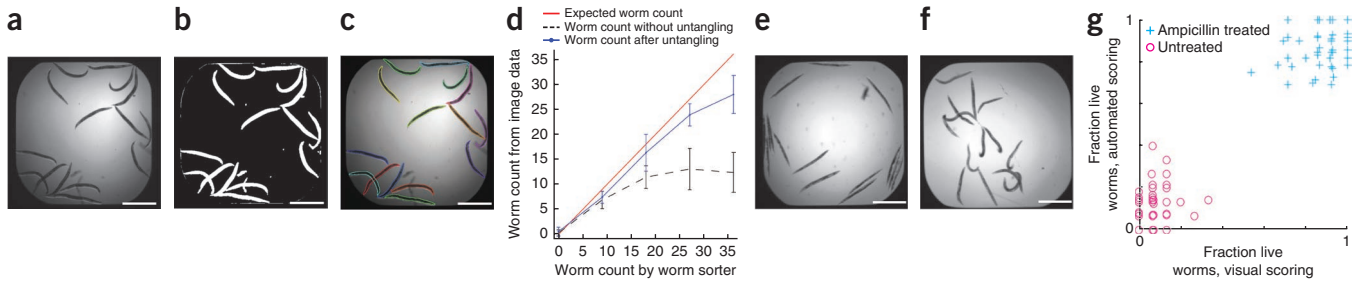 a
b
c
d
Expected worm count
Worm count without untangling
Worm count after untangling
Worm count from image data
35
30
25
20
15
10
5
0
0 5 10 15 20 25 30 35
Worm count by worm sorter
e
f
g
Ampicillin treated
Untreated
Fraction live
worms, automated scoring
1
0
0 1
Fraction live
worms, visual scoring